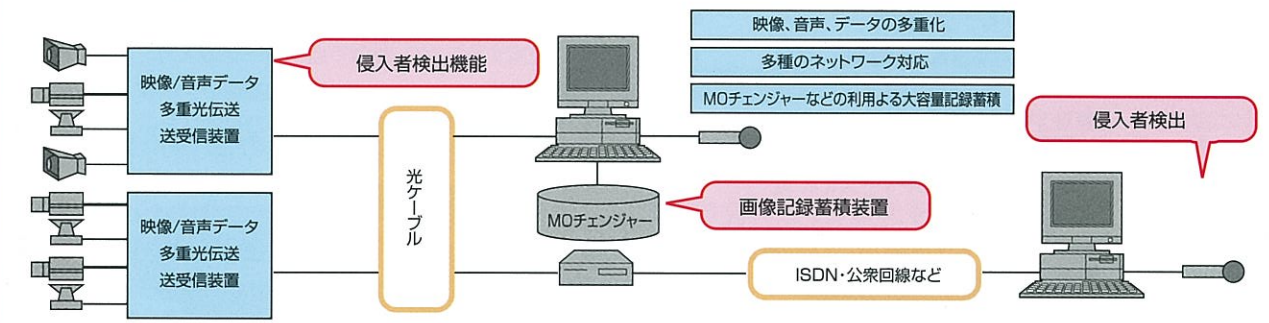 映像/音声データ
多重光伝送
送受信装置
侵入者検出機能
映像、音声、データの多重化
多種のネットワーク対応
MOチェンジャーなどの利用よる大容量記録蓄積
侵入者検出
光ケーブル
MOチェンジャー
画像記録蓄積装置
映像/音声データ
多重光伝送
送受信装置
ISDN・公衆回線など